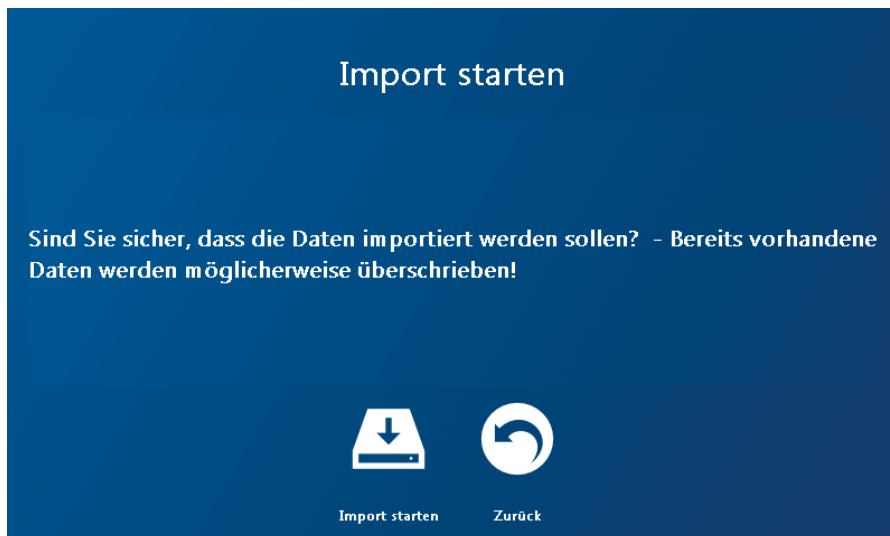 Import starten
Sind Sie sicher, dass die Daten importiert werden sollen?  - Bereits vorhandene
Daten werden möglicherweise überschrieben!
Import starten
Zurück